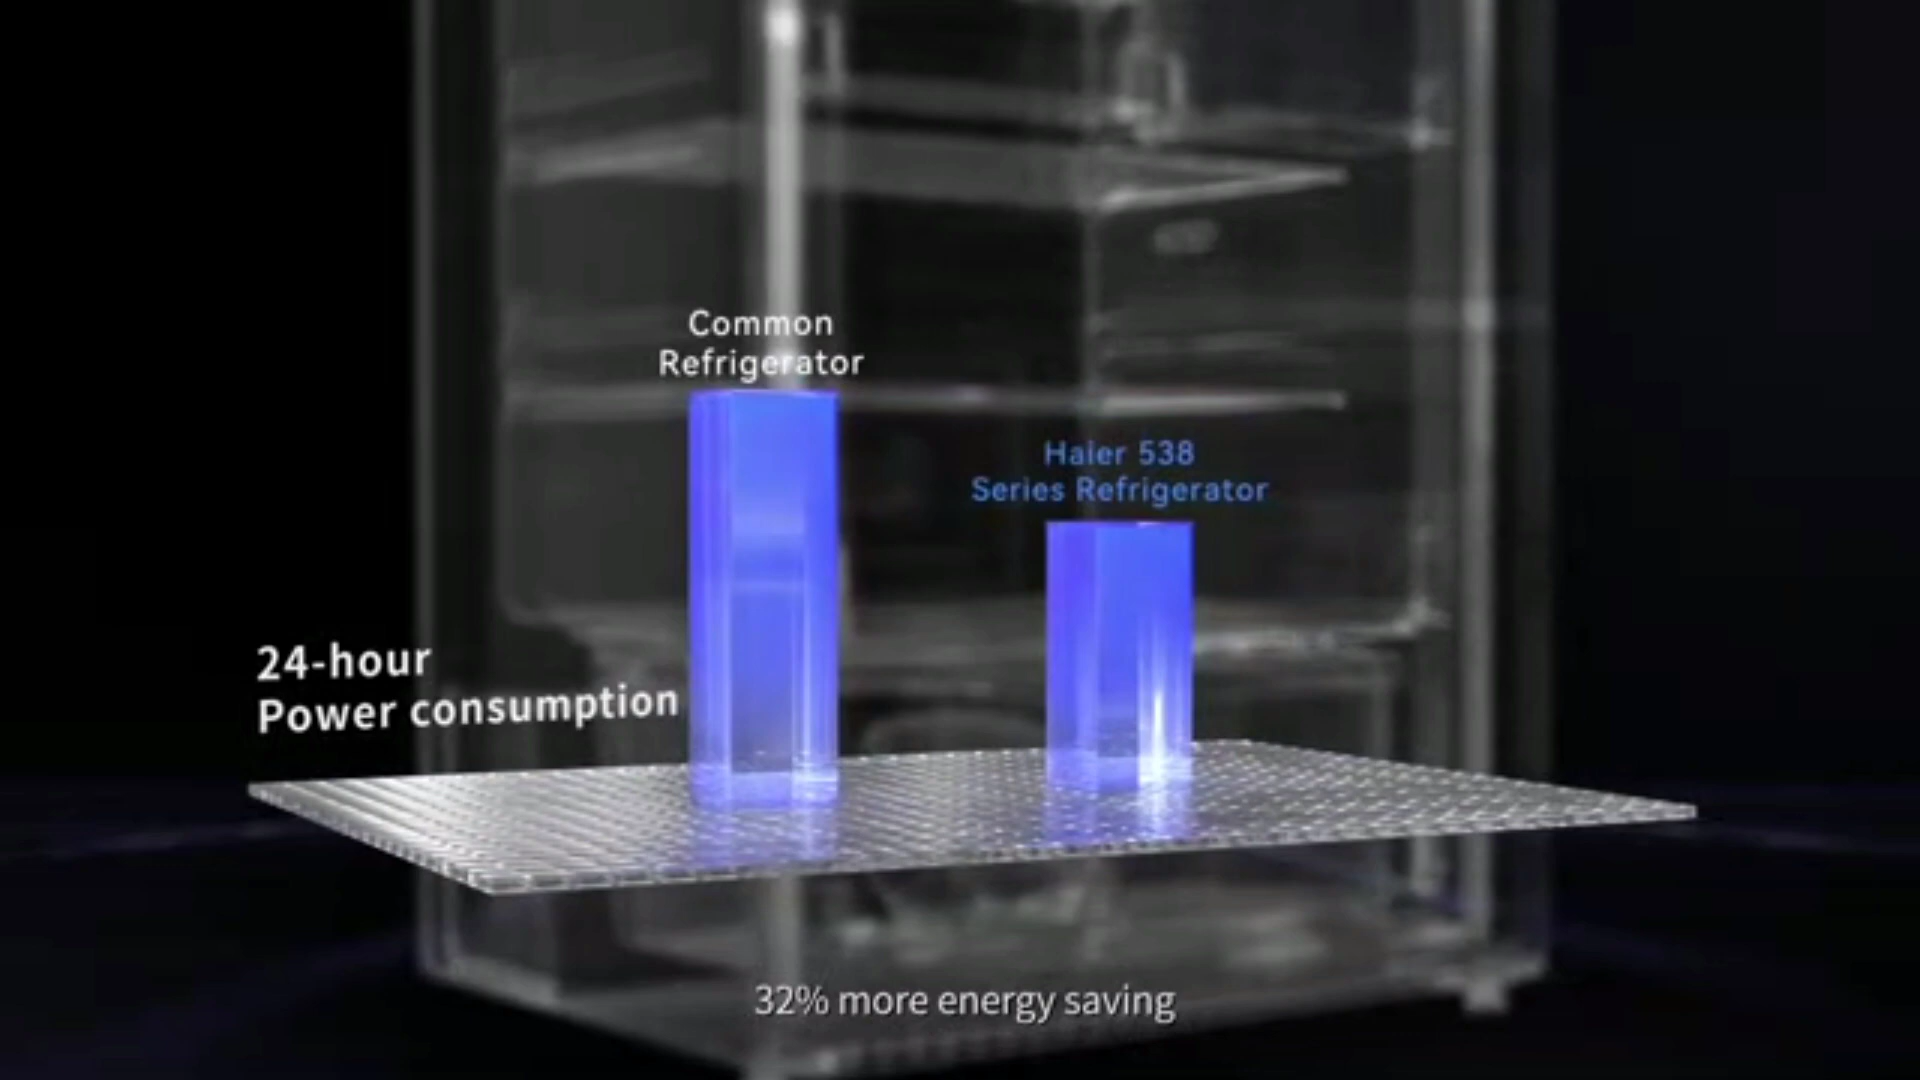 Common
Refrigerator
Haier 538
Series Refrigerator
24-hour
Power consumption
32% more energy saving